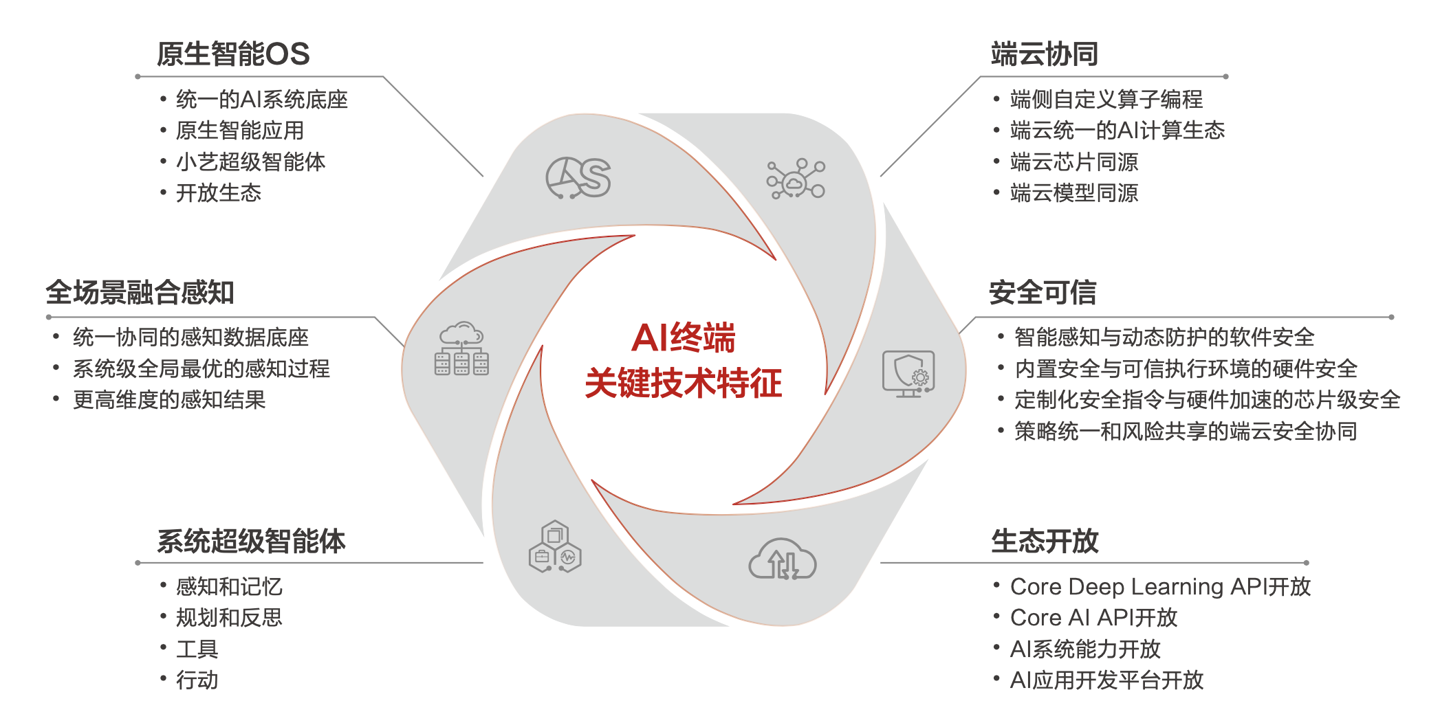 原生智能OS
• 统一的AI系统底座
• 原生智能应用
• 小艺超级智能体
• 开放生态
端云协同
• 端侧自定义算子编程
• 端云统一的AI计算生态
• 端云芯片同源
• 端云模型同源
全场景融合感知
• 统一协同的感知数据底座
• 系统级全局最优的感知过程
• 更高维度的感知结果
AI终端
关键技术特征
安全可信
• 智能感知与动态防护的软件安全
• 内置安全与可信执行环境的硬件安全
• 定制化安全指令与硬件加速的芯片级安全
• 策略统一和风险共享的端云安全协同
系统超级智能体
• 感知和记忆
• 规划和反思
• 工具
• 行动
生态开放
• Core Deep Learning API开放
• Core AI API开放
• AI系统能力开放
• AI应用开发平台开放